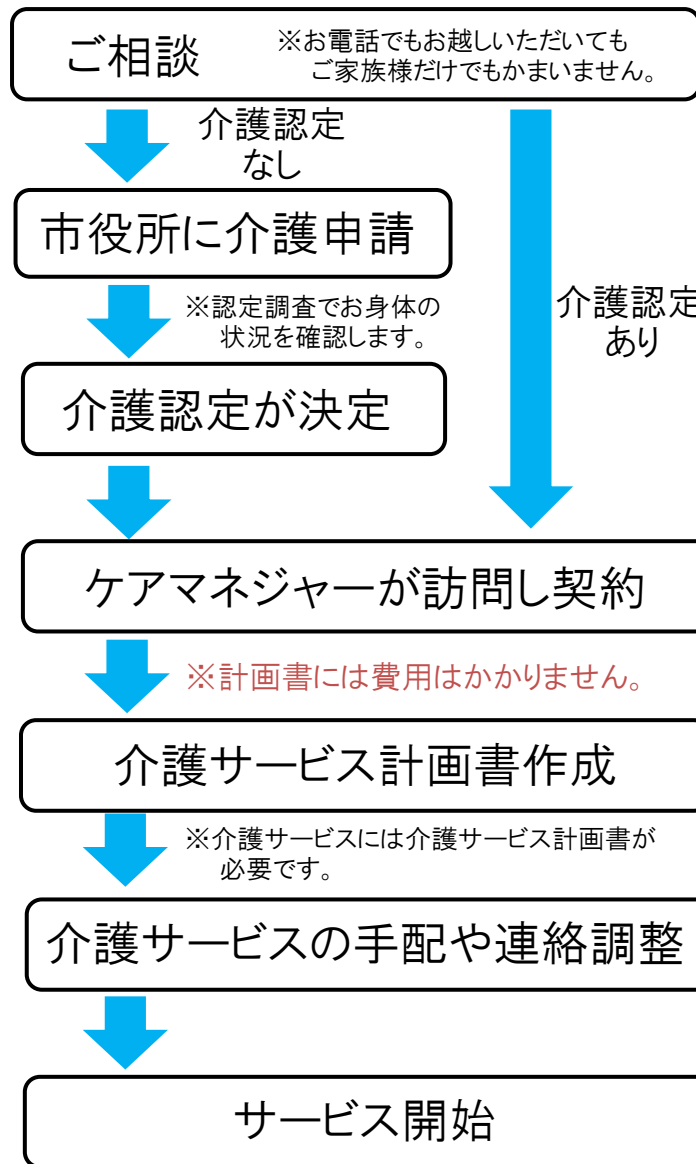 ご相談
※お電話でもお越しいただいても
ご家族様だけでもかまいません。
介護認定
なし
市役所に介護申請
※認定調査でお身体の
状況を確認します。
介護認定
あり
介護認定が決定
ケアマネジャーが訪問し契約
※計画書には費用はかかりません。
介護サービス計画書作成
※介護サービスには介護サービス計画書が
必要です。
介護サービスの手配や連絡調整
サービス開始